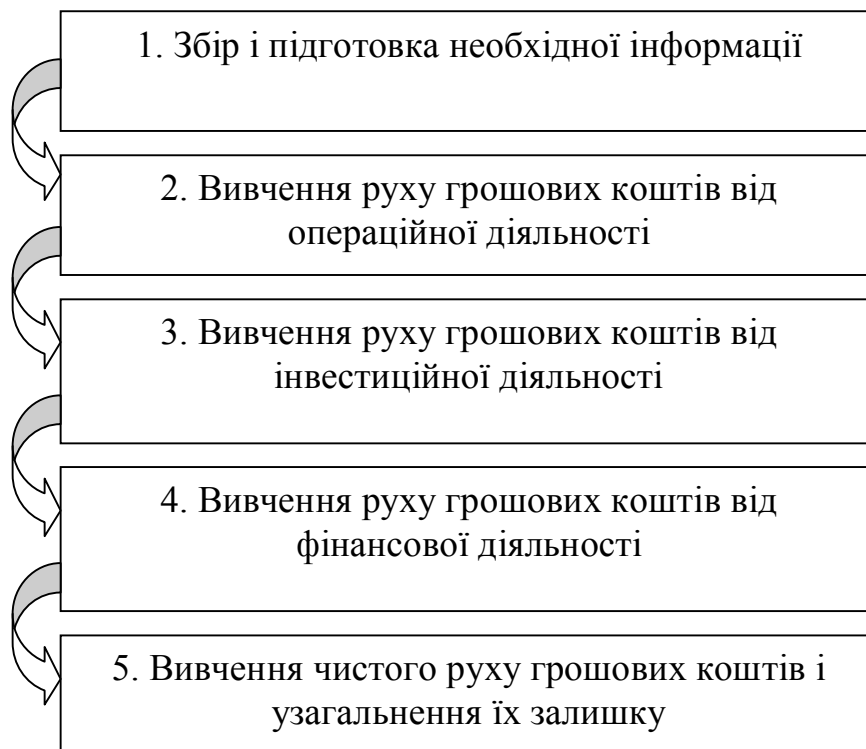 1. Збір і підготовка необхідної інформації
2. Вивчення руху грошових коштів від
операційної діяльності
3. Вивчення руху грошових коштів від
інвестиційної діяльності
4. Вивчення руху грошових коштів від
фінансової діяльності
5. Вивчення чистого руху грошових коштів і
узагальнення їх залишку